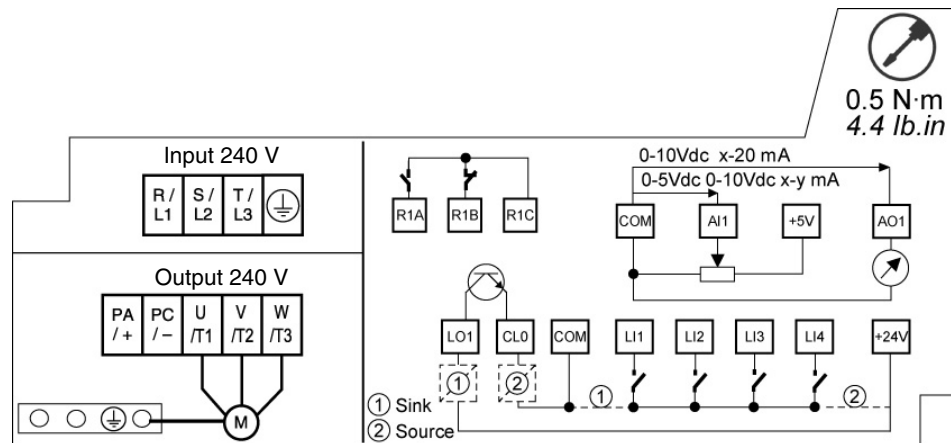 0.5 N·m
4.4 lb.in
Input 240 V
R / L1
S / L2
T / L3
Output 240 V
PA / +
PC / –
U /T1
V /T2
W /T3
M
R1A
R1B
R1C
0-10Vdc x-20 mA
0-5Vdc 0-10Vdc x-y mA
COM
AI1
+5V
AO1
LO1
CL0
COM
LI1
LI2
LI3
LI4
+24V
1
2
1
2
① Sink
② Source